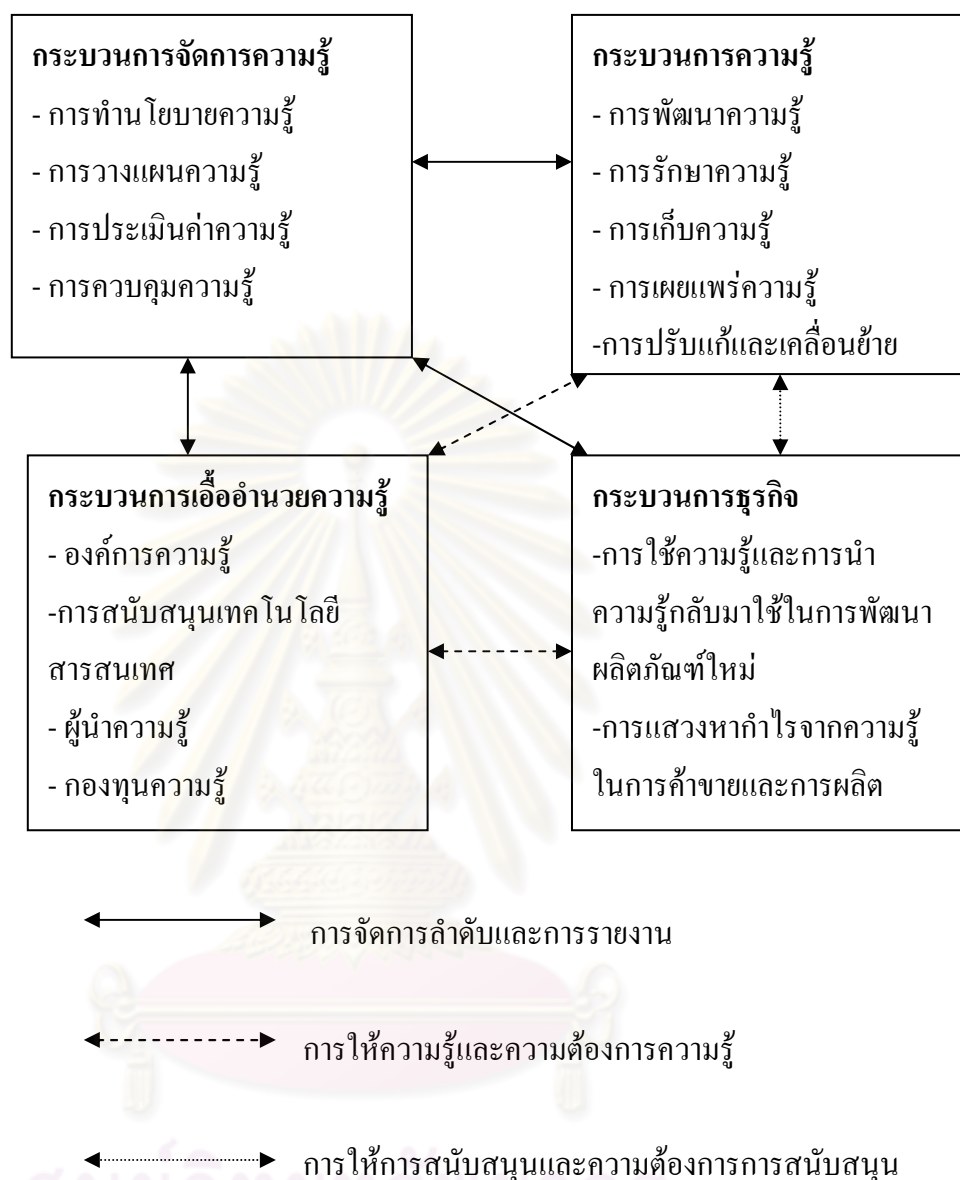 กระบวนการจัดการความรู้
- การทำนโยบายความรู้
- การวางแผนความรู้
- การประเมินค่าความรู้
- การควบคุมความรู้
กระบวนการความรู้
- การพัฒนาความรู้
- การรักษาความรู้
- การเก็บความรู้
- การเผยแพร่ความรู้
-การปรับแก้และเคลื่อนย้าย
กระบวนการเอื้ออำนวยความรู้
- องค์การความรู้
-การสนับสนุนเทคโนโลยี
สารสนเทศ
- ผู้นำความรู้
- กองทุนความรู้
กระบวนการธุรกิจ
-การใช้ความรู้และการนำ
ความรู้กลับมาใช้ในการพัฒนา
ผลิตภัณฑ์ใหม่
-การแสวงหากำไรจากความรู้
ในการค้าขายและการผลิต
การจัดการลำดับและการรายงาน
การให้ความรู้และความต้องการความรู้
การให้การสนับสนุนและความต้องการการสนับสนุน